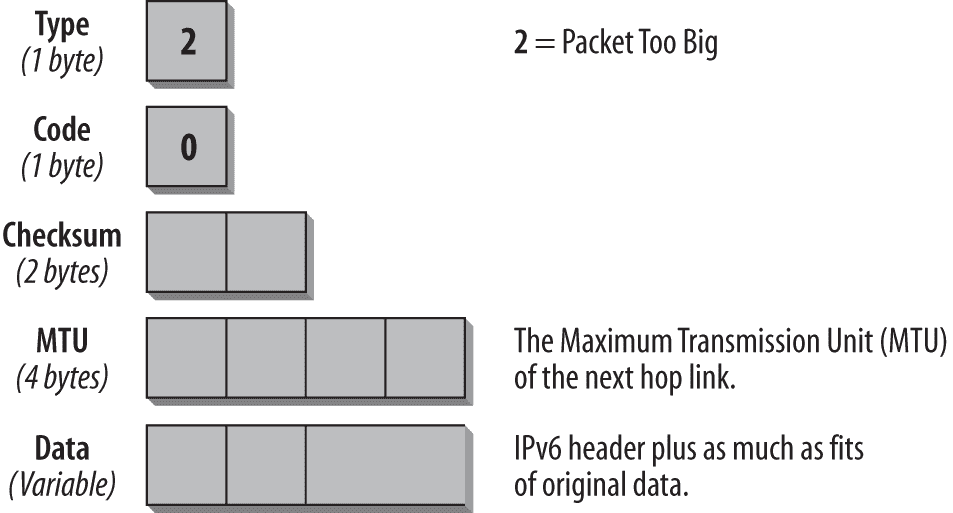 Type
(1 byte)
2
2 = Packet Too Big
Code
(1 byte)
0
Checksum
(2 bytes)
MTU
(4 bytes)
The Maximum Transmission Unit (MTU)
of the next hop link.
Data
(Variable)
IPv6 header plus as much as fits
of original data.